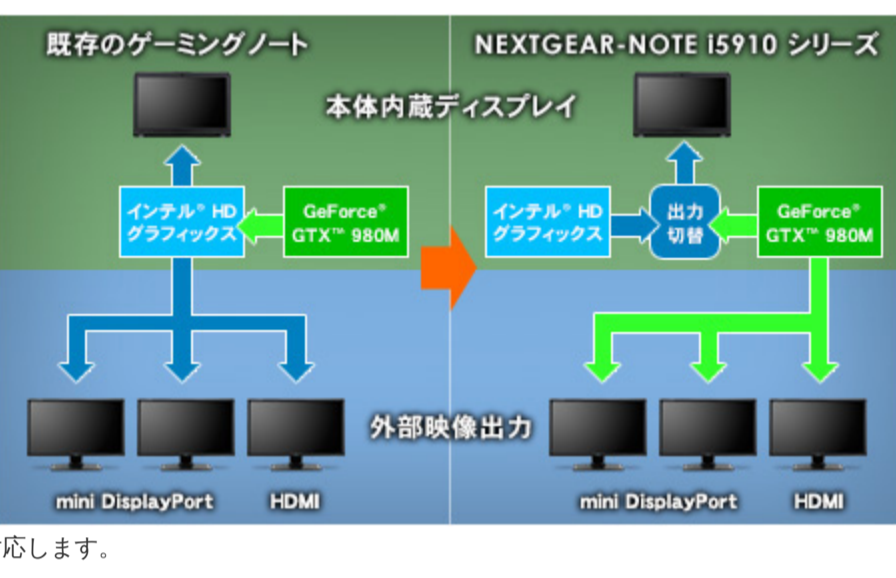 既存のゲーミングノート
NEXTGEAR-NOTE i5910 シリーズ
本体内蔵ディスプレイ
インテル® HD
グラフィックス
GeForce®
GTX™ 980M
インテル® HD
グラフィックス
出力
切替
GeForce®
GTX™ 980M
外部映像出力
mini DisplayPort
HDMI
mini DisplayPort
HDMI
応します。